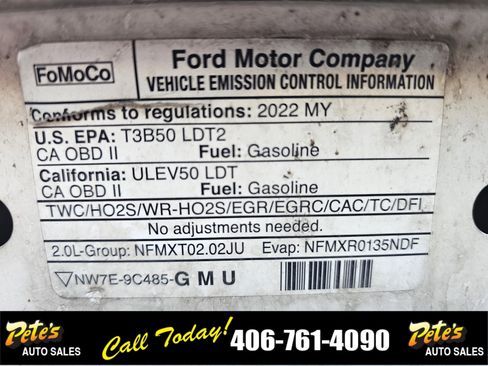 FoMoCo
Ford Motor Company
VEHICLE EMISSION CONTROL INFORMATION
Conforms to regulations: 2022 MY
U.S. EPA: T3B50 LDT2
CA OBD II Fuel: Gasoline
California: ULEV50 LDT
CA OBD II Fuel: Gasoline
TWC/HO2S/WR-HO2S/EGR/EGRC/CAC/TC/DFI
No adjustments needed.
2.0L-Group: NFMXT02.02JU Evap: NFMXR0135NDF
NW7E-9C485-GMU
Pete's
AUTO SALES
Call Today! 406-761-4090
Pete's
AUTO SALES